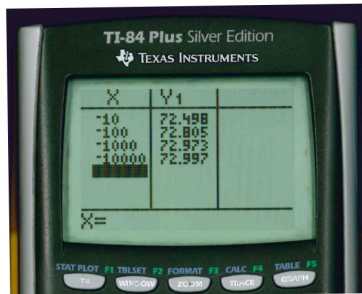 TI-84 Plus Silver Edition
TEXAS INSTRUMENTS
X Y1
-10 72.498
-100 72.805
-1000 72.973
-10000 72.997
X=
STAT PLOT F1 TBLSET F2 FORMAT F3 CALC F4 TABLE F5
Y= WINDOW ZOOM TRACE GRAPH